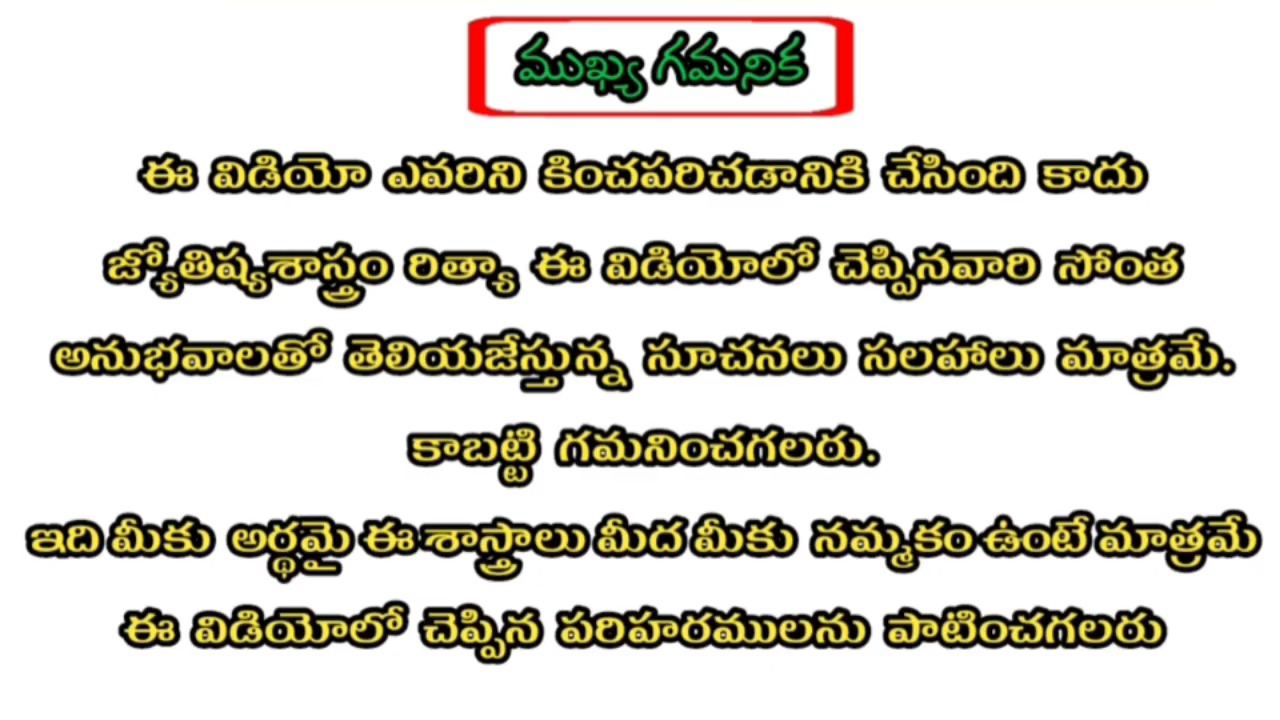 ముఖ్య గమనిక
ఈ విడియో ఎవరిని కించపరిచడానికి చేసింది కాదు
జ్యోతిష్యశాస్త్రం రిత్యా ఈ విడియోలో చెప్పినవారి సోంత
అనుభవాలతో తెలియజేస్తున్న సూచనలు సలహాలు మాత్రమే.
కాబట్టి గమనించగలరు.
ఇది మీకు అర్థమై ఈ శాస్త్రాలు మీద మీకు నమ్మకం ఉంటే మాత్రమే
ఈ విడియోలో చెప్పిన పరిహరములను పాటించగలరు